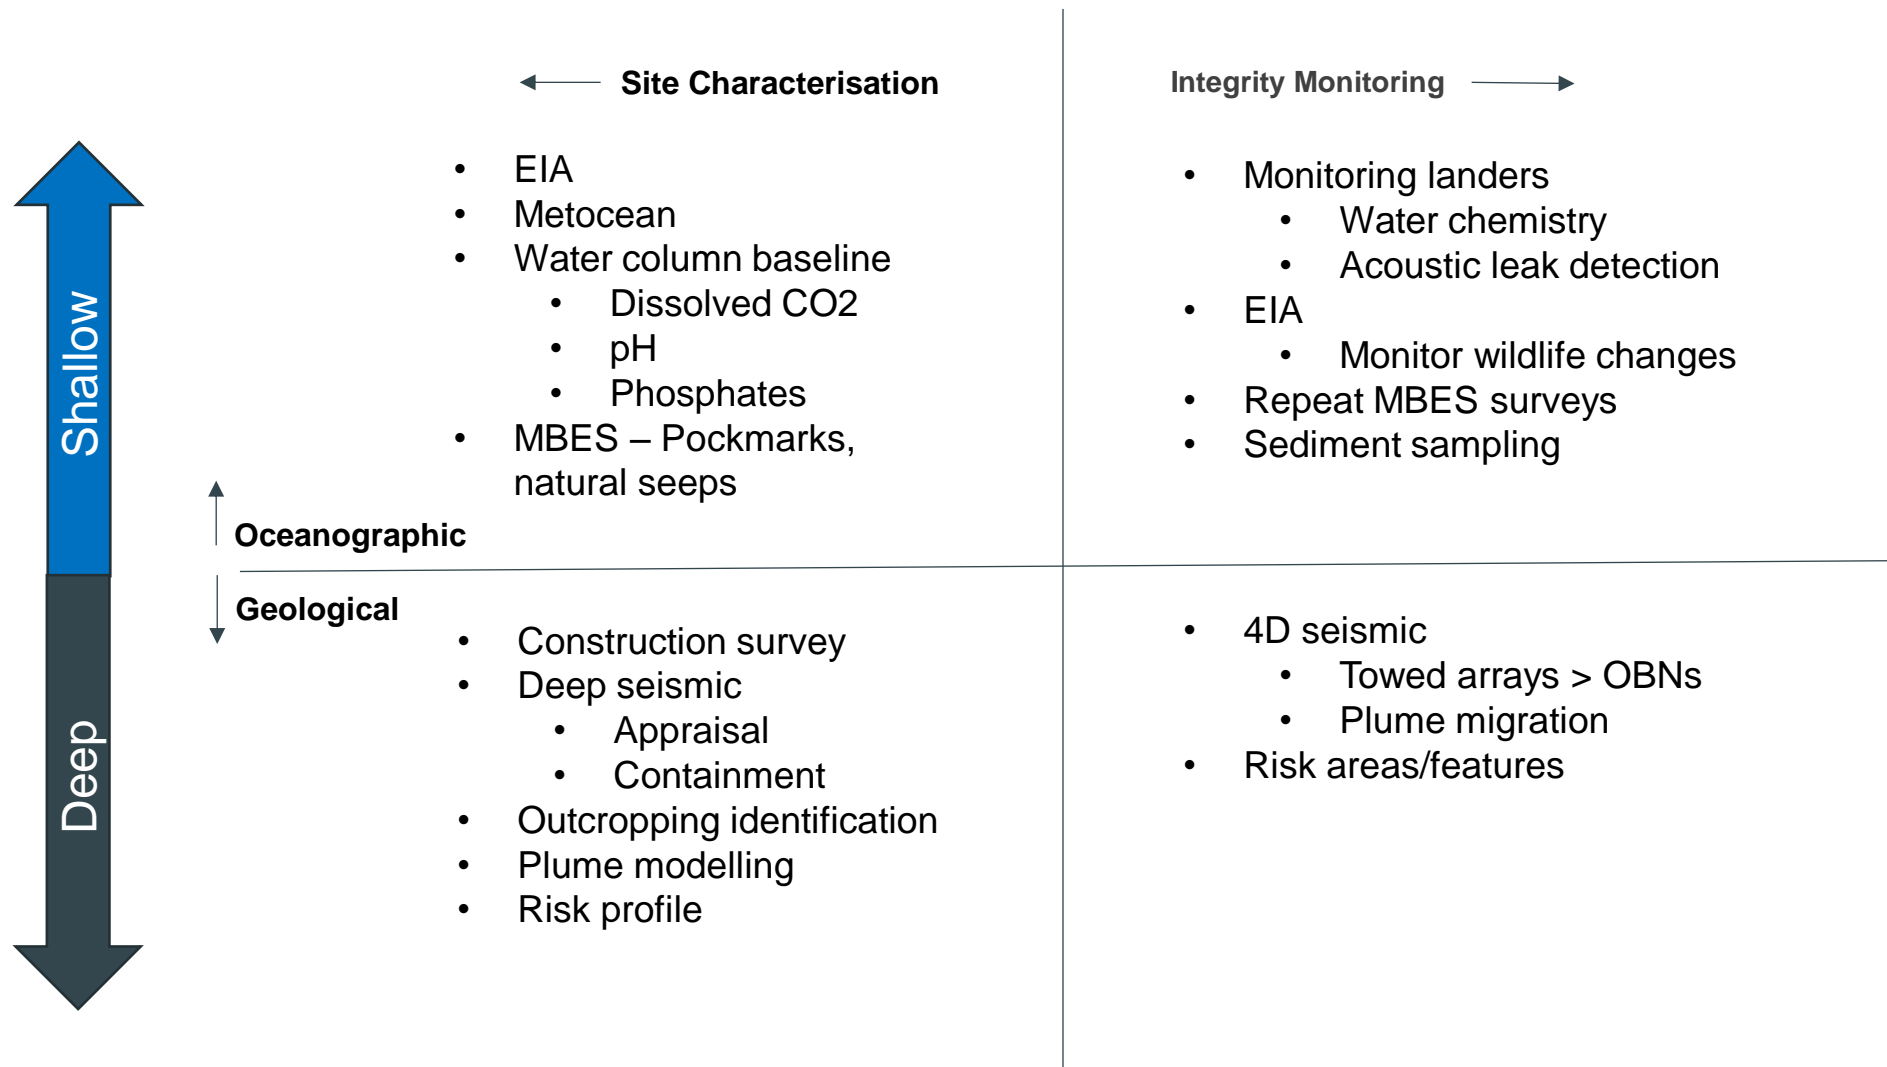 Site Characterisation
Integrity Monitoring
Shallow
• EIA
• Metocean
• Water column baseline
• Dissolved CO2
• pH
• Phosphates
• MBES – Pockmarks,
natural seeps
• Monitoring landers
• Water chemistry
• Acoustic leak detection
• EIA
• Monitor wildlife changes
• Repeat MBES surveys
• Sediment sampling
Oceanographic
Geological
Deep
• Construction survey
• Deep seismic
• Appraisal
• Containment
• Outcropping identification
• Plume modelling
• Risk profile
• 4D seismic
• Towed arrays > OBNs
• Plume migration
• Risk areas/features